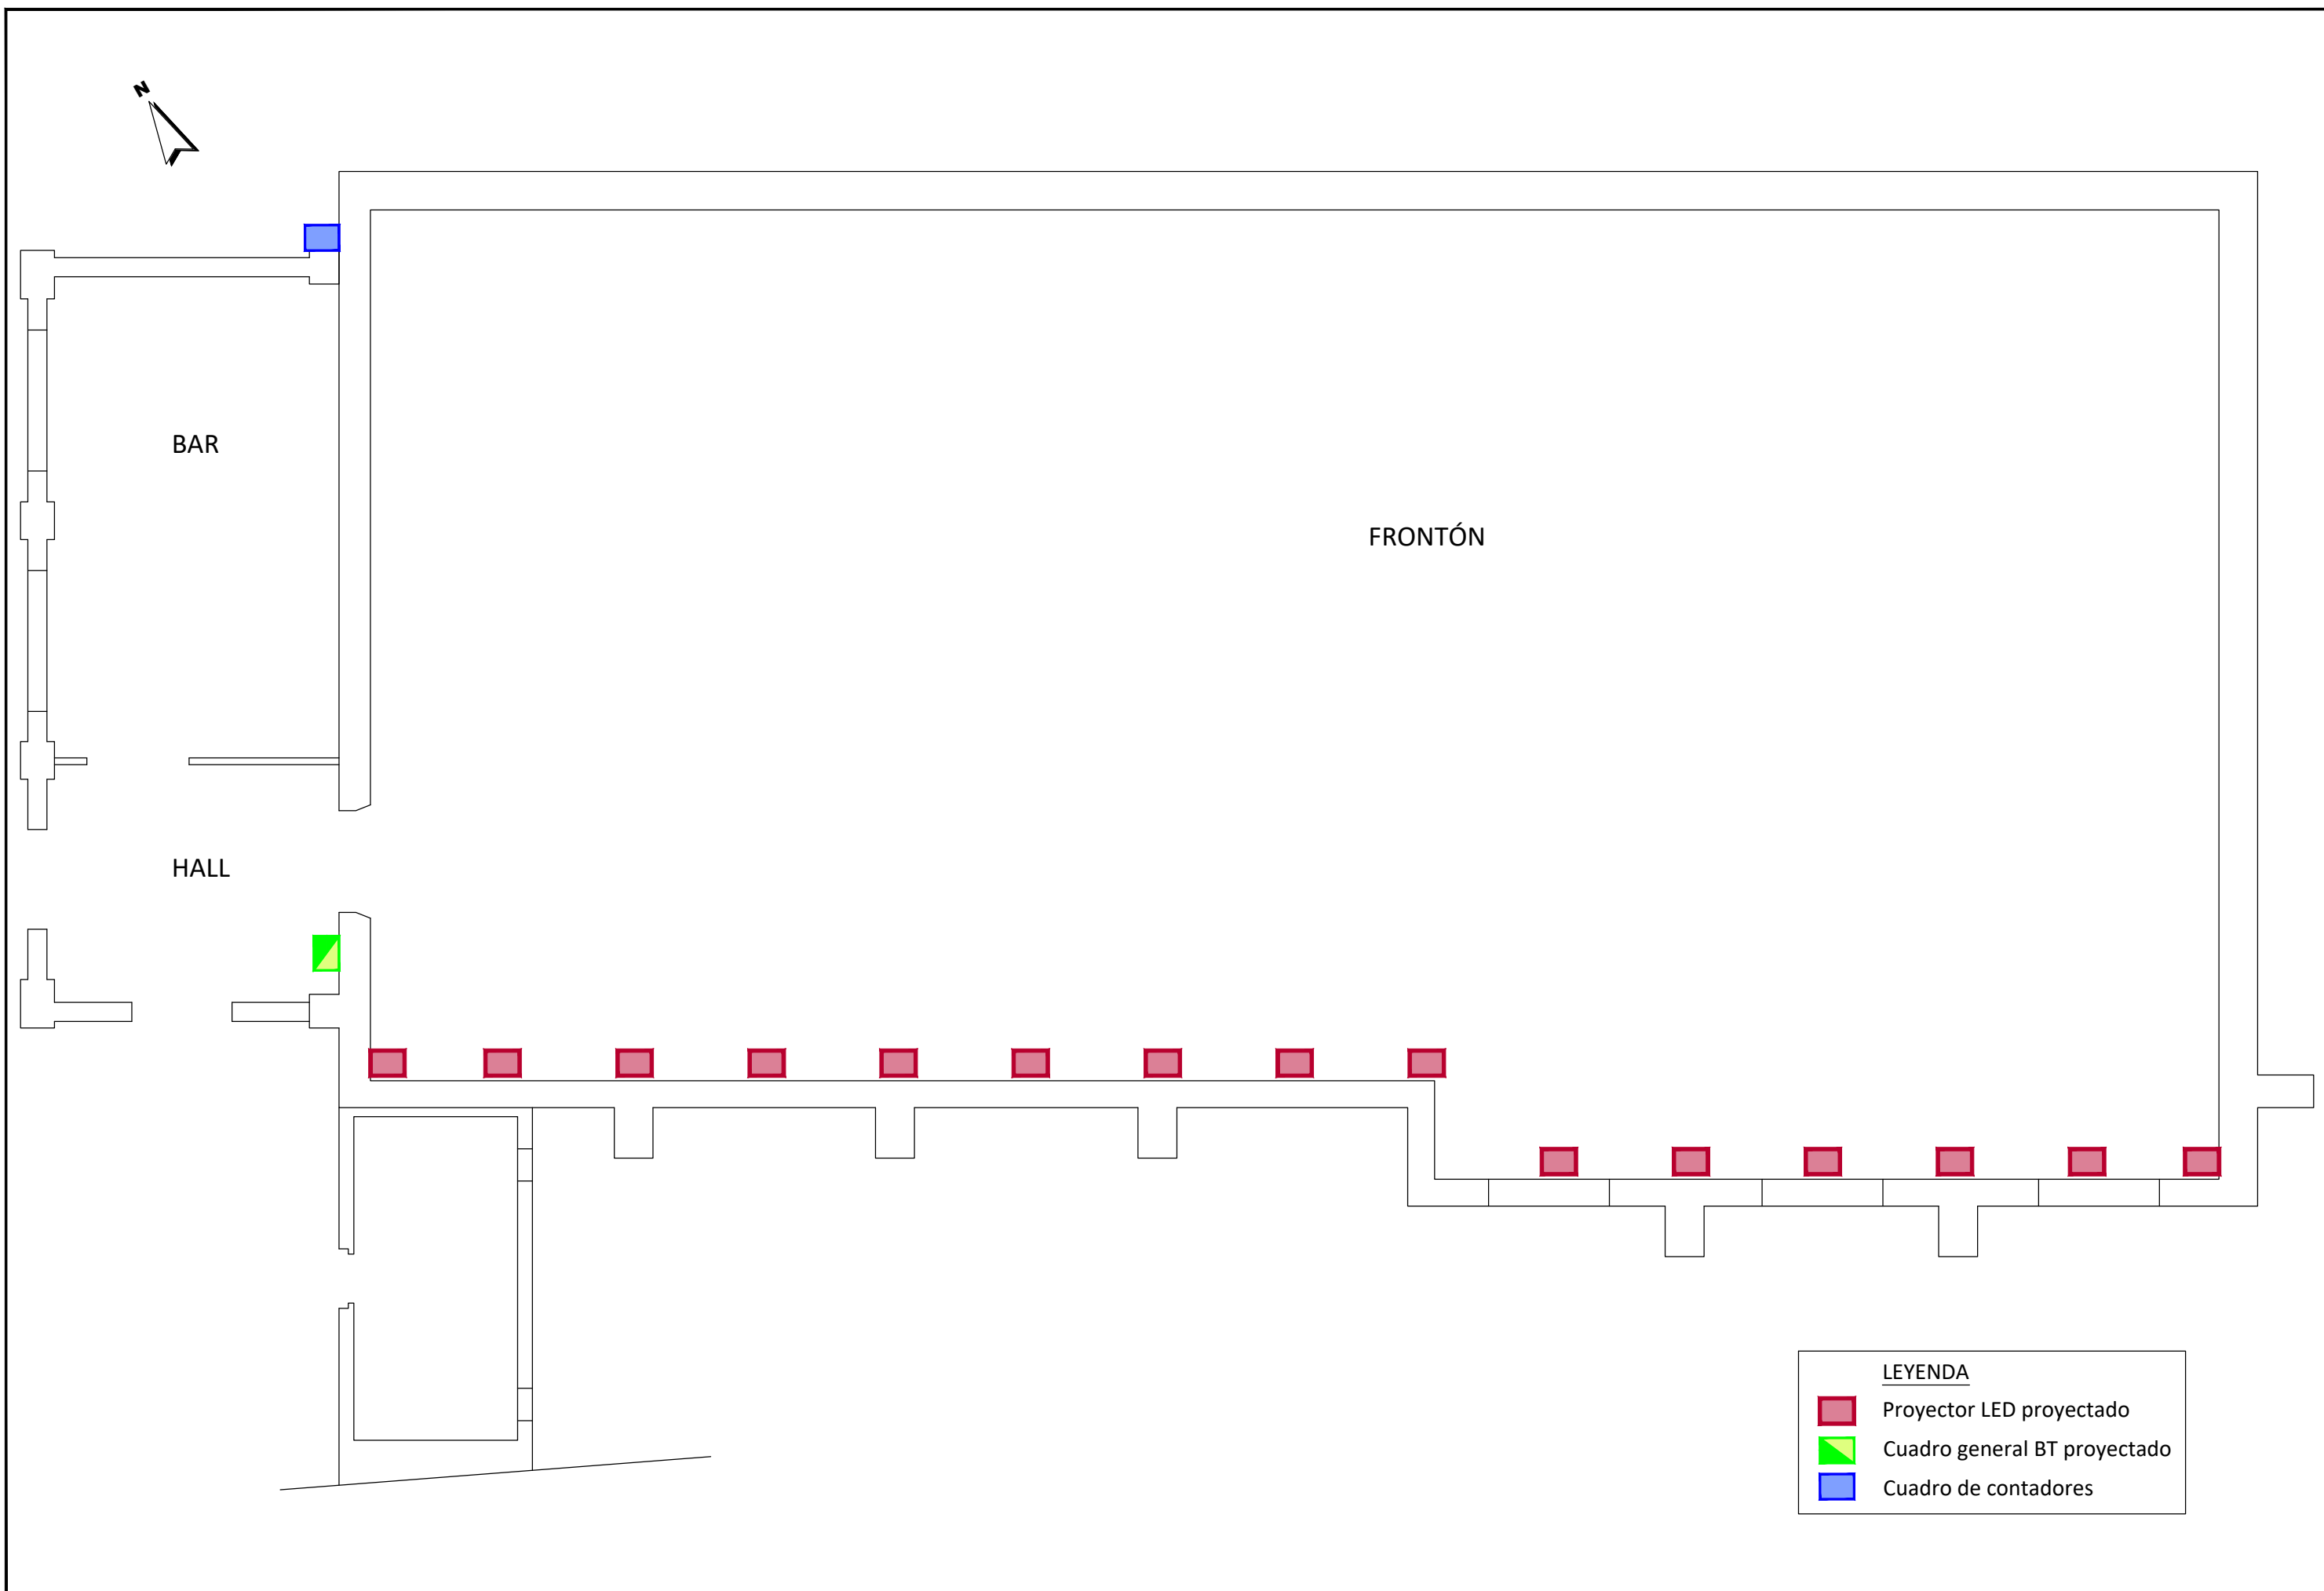 N
BAR
FRONTÓN
HALL
LEYENDA
Proyector LED proyectado
Cuadro general BT proyectado
Cuadro de contadores